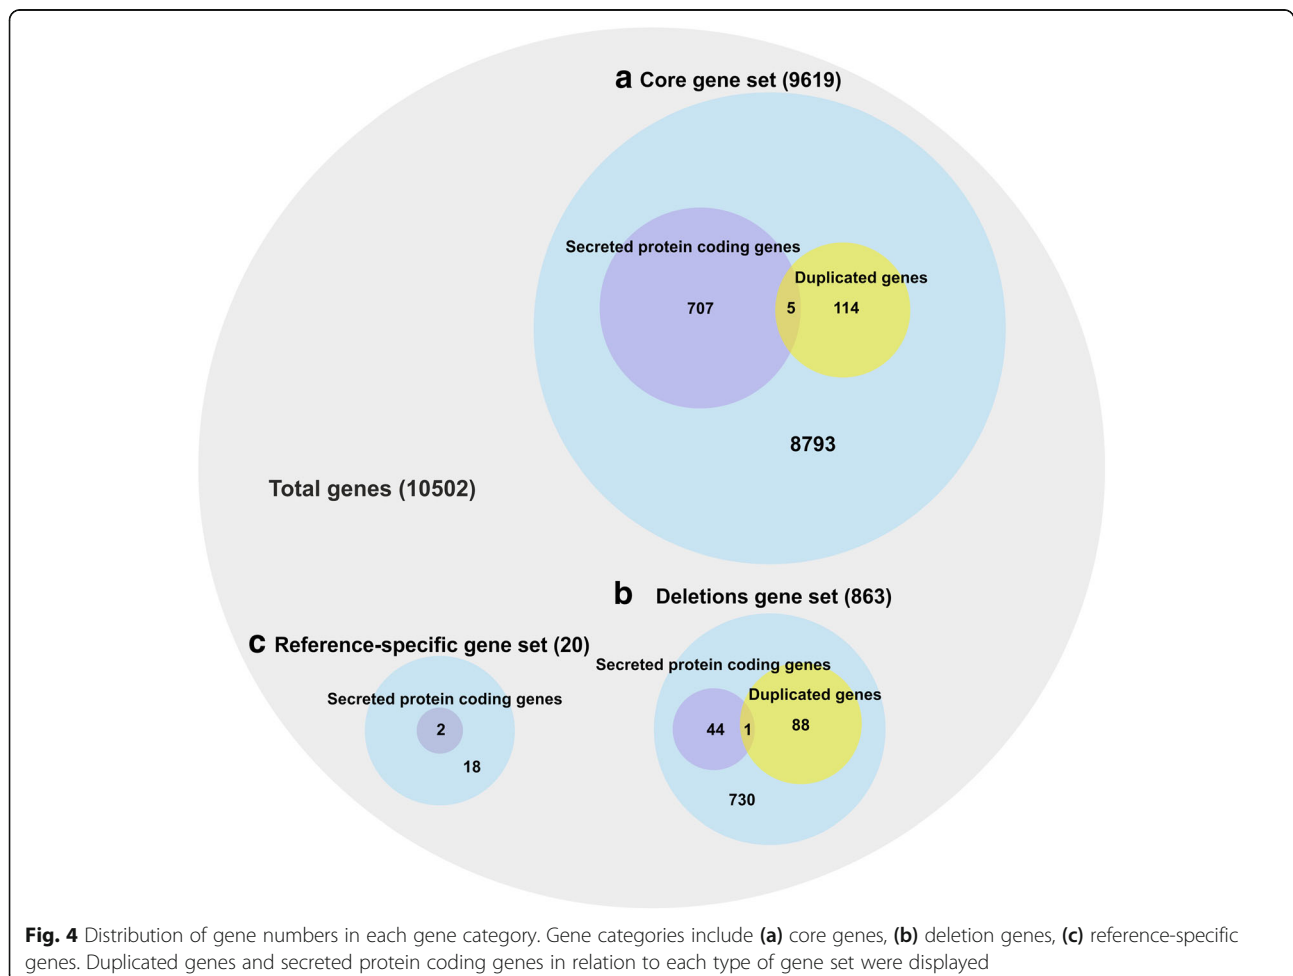 a Core gene set (9619)
Secreted protein coding genes
Duplicated genes
707
5
114
8793
Total genes (10502)
b Deletions gene set (863)
Secreted protein coding genes
Duplicated genes
44
1
88
730
c Reference-specific gene set (20)
Secreted protein coding genes
2
18
Fig. 4 Distribution of gene numbers in each gene category. Gene categories include (a) core genes, (b) deletion genes, (c) reference-specific
genes. Duplicated genes and secreted protein coding genes in relation to each type of gene set were displayed